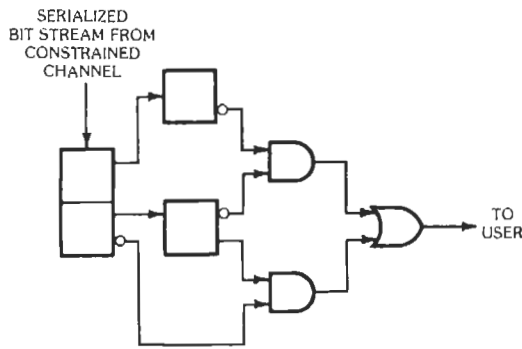 SERIALIZED
BIT STREAM FROM
CONSTRAINED
CHANNEL
TO
USER